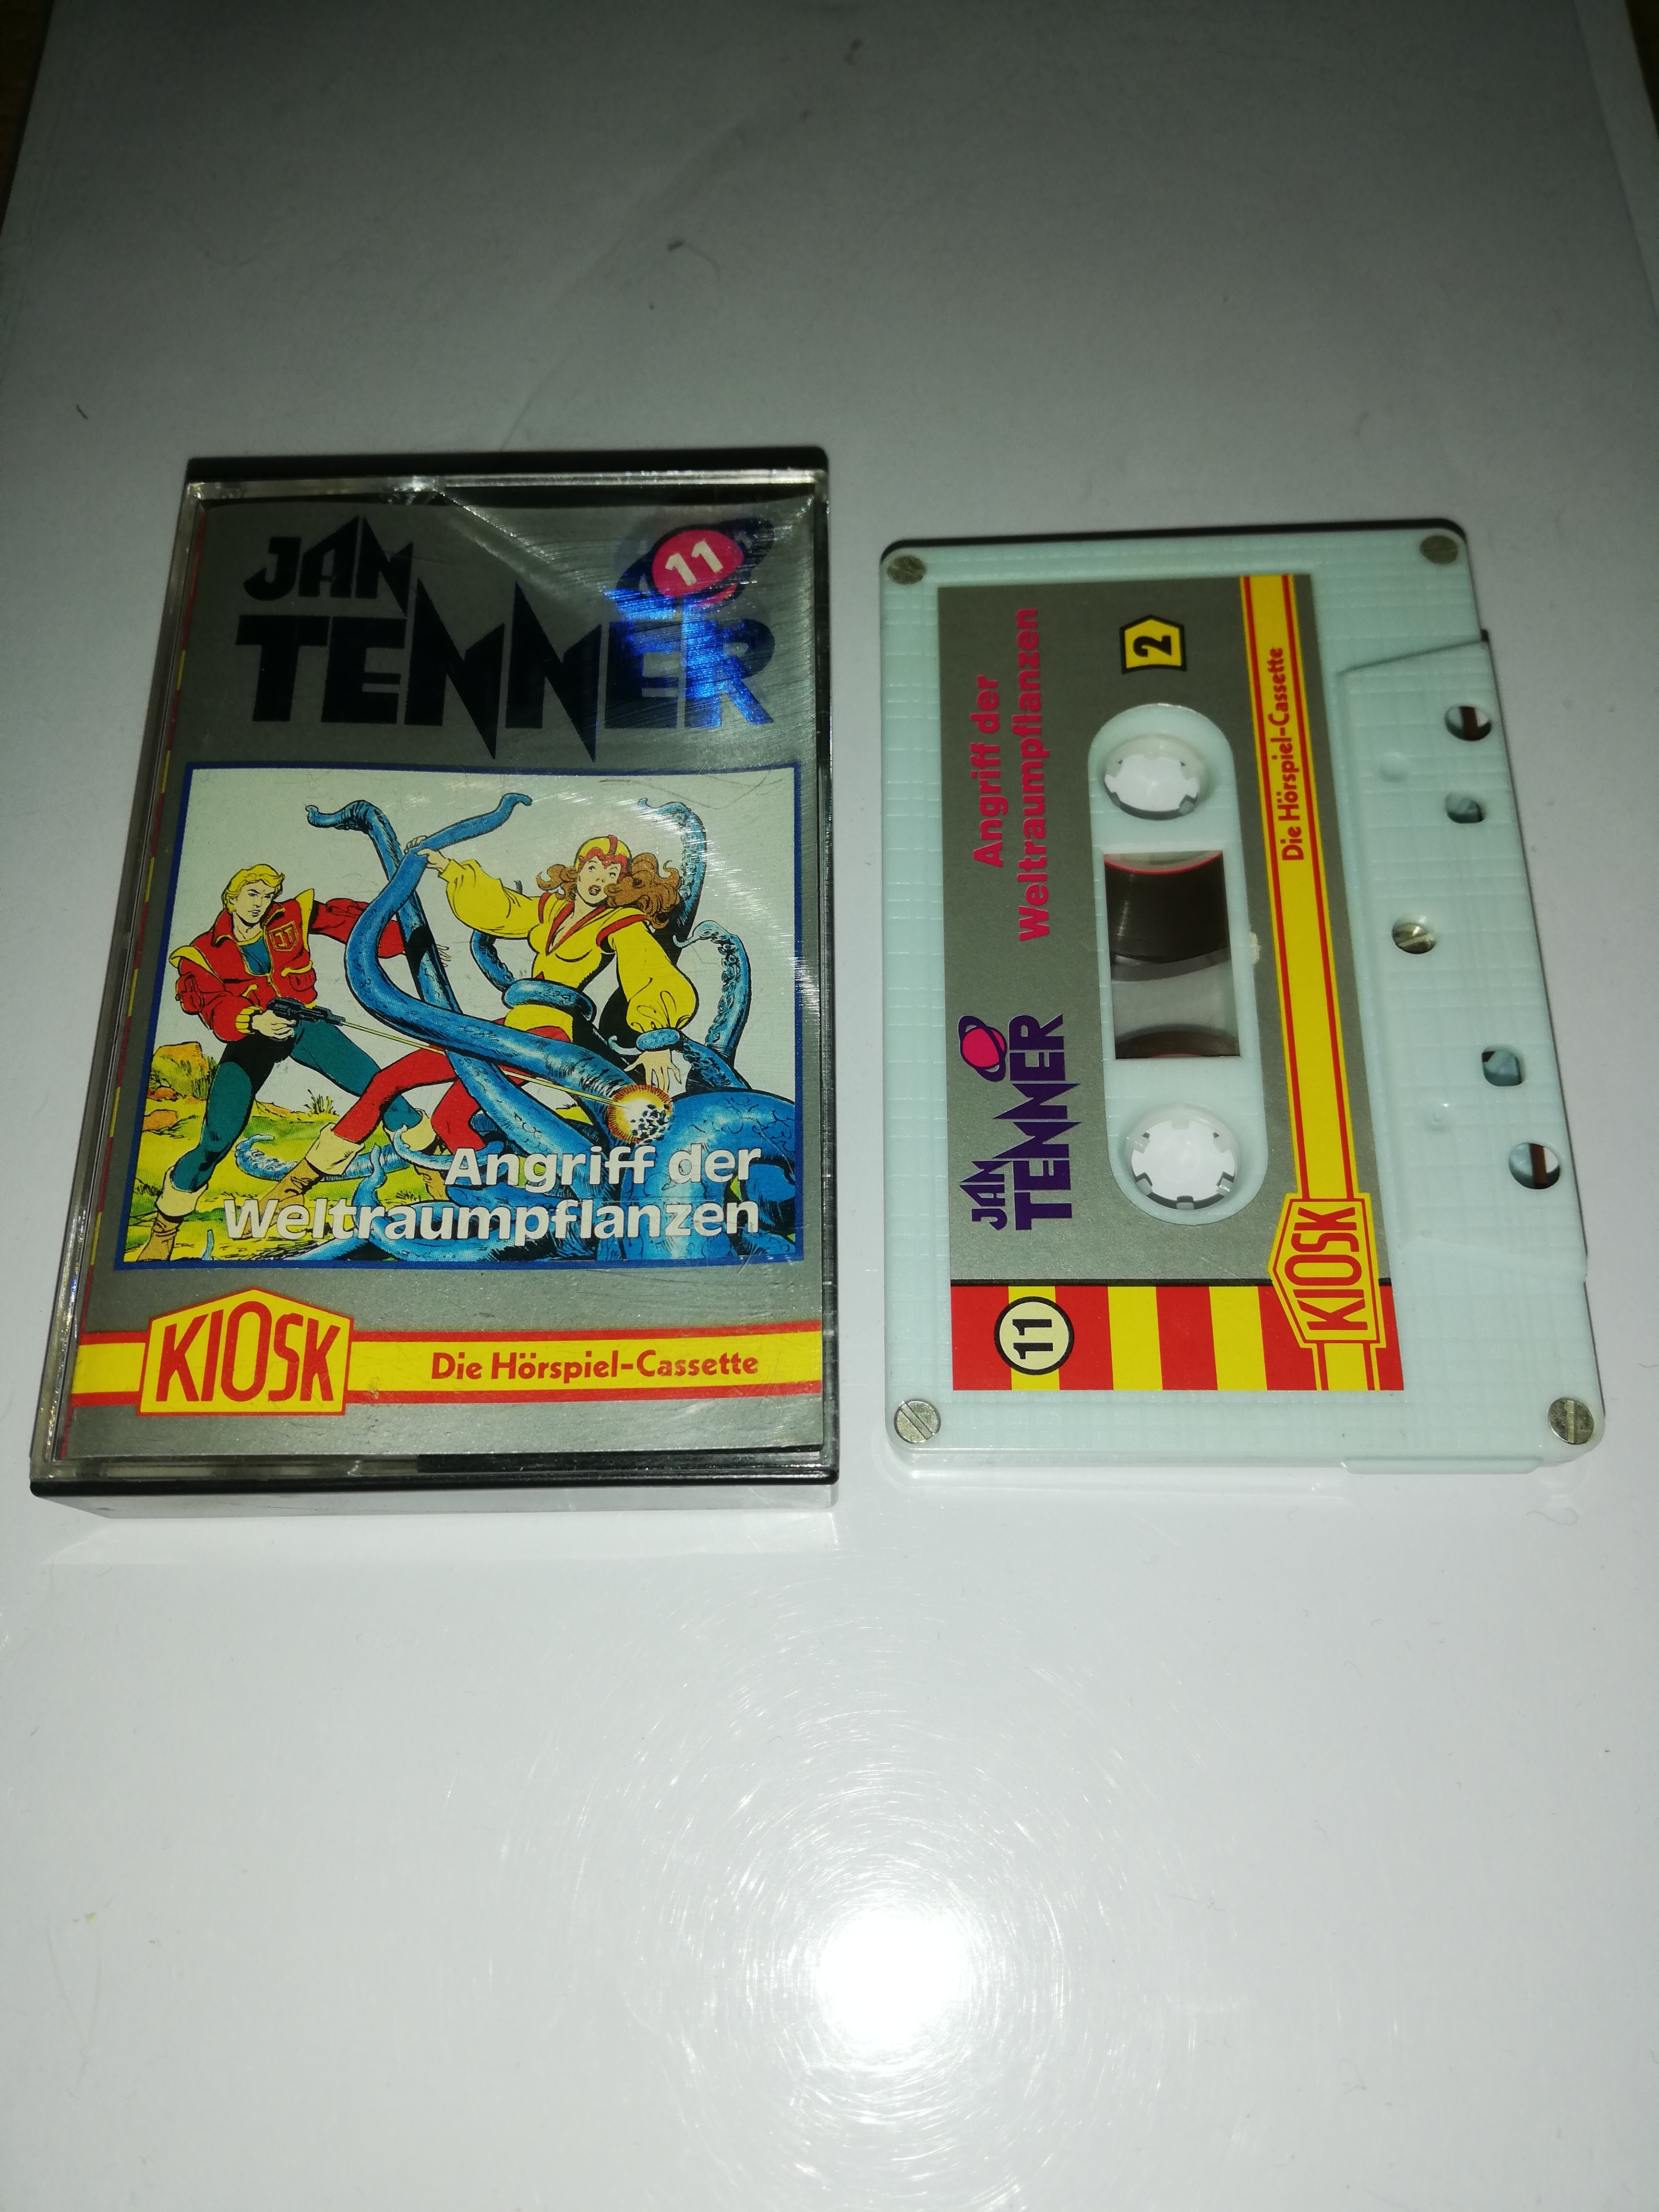 JAN
TENNER
11
JT
Angriff der
Weltraumpflanzen
KIOSK
Die Hörspiel-Cassette
Angriff der
Weltraumpflanzen
2
JAN
TENNER
Die Hörspiel-Cassette
11
KIOSK